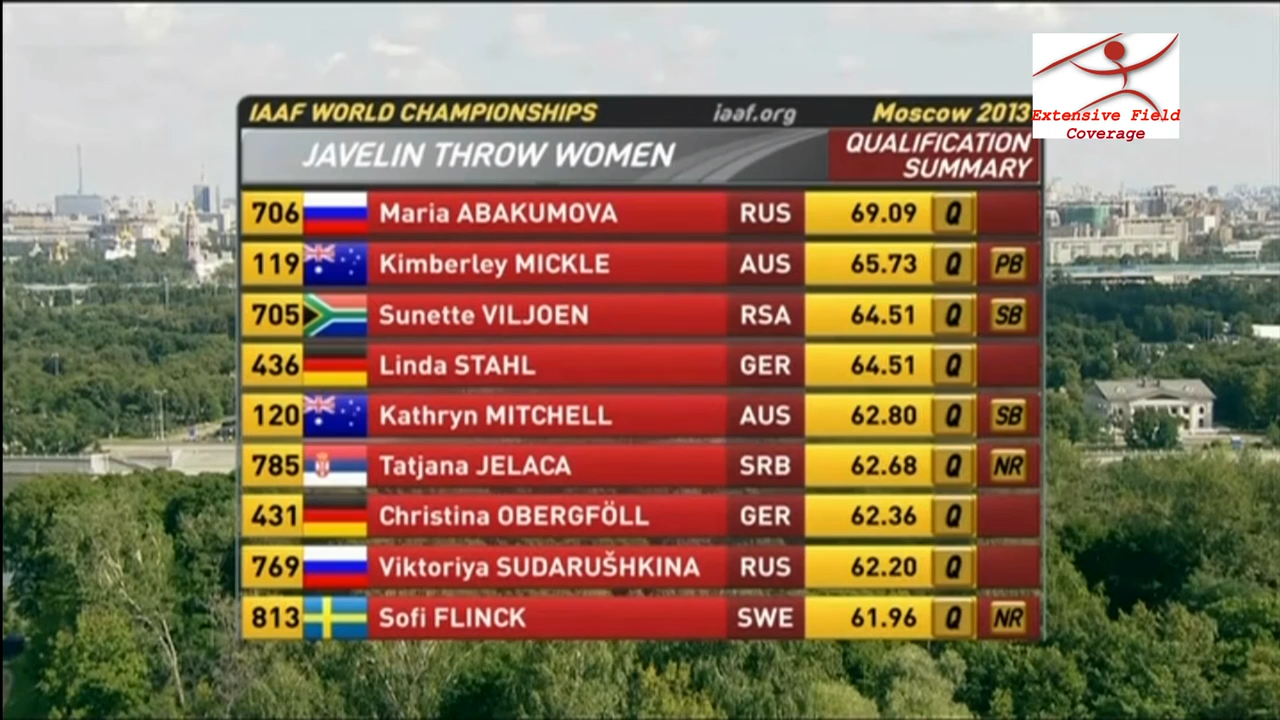 Extensive Field
Coverage
IAAF WORLD CHAMPIONSHIPS iaaf.org Moscow 2013
JAVELIN THROW WOMEN QUALIFICATION
SUMMARY
706 Maria ABAKUMOVA RUS 69.09 Q
119 Kimberley MICKLE AUS 65.73 Q PB
705 Sunette VILJOEN RSA 64.51 Q SB
436 Linda STAHL GER 64.51 Q
120 Kathryn MITCHELL AUS 62.80 Q SB
785 Tatjana JELACA SRB 62.68 Q NR
431 Christina OBERGFÖLL GER 62.36 Q
769 Viktoriya SUDARUŠHKINA RUS 62.20 Q
813 Sofi FLINCK SWE 61.96 Q NR